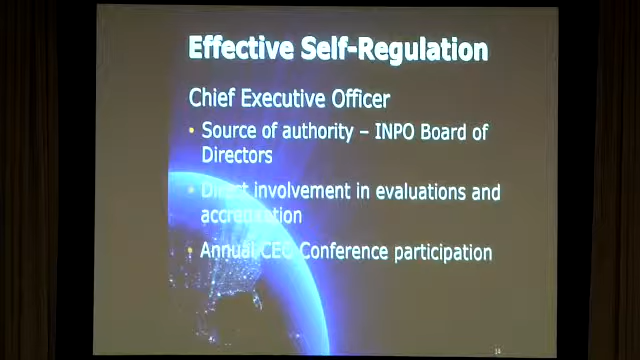 Effective Self-Regulation
Chief Executive Officer
• Source of authority – INPO Board of
Directors
• Direct involvement in evaluations and
accreditation
• Annual CEO Conference participation
14